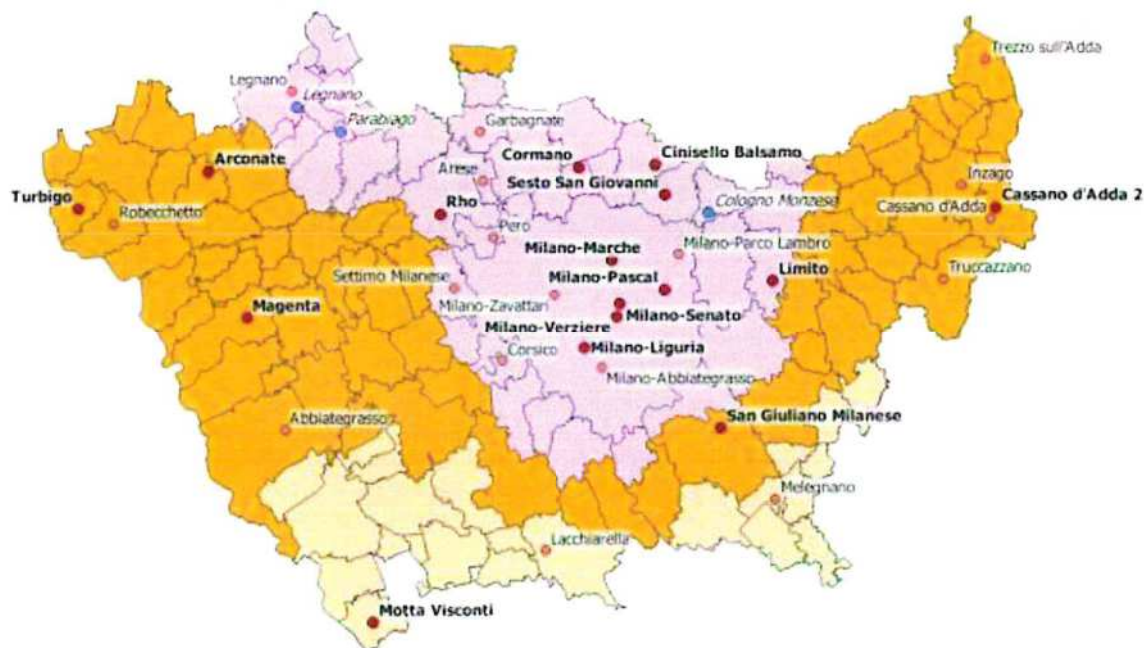 Trezzo sull'Adda
Legnano
Legnano
Parabiago
Garbagnate
Cormano
Cinisello Balsamo
Arconate
Arese
Inzago
Sesto San Giovanni
Cassano d'Adda 2
Turbigo
Rho
Cologno Monzese
Cassano d'Adda
Robecchetto
Pero
Milano-Marche
Milano-Parco Lambro
Settimo Milanese
Milano-Pascal
Limito
Truccazzano
Milano-Zavattari
Magenta
Milano-Senato
Milano-Verziere
Corsico
Milano-Liguria
Milano-Abbiategrasso
Abbiategrasso
San Giuliano Milanese
Melegnano
Lacchiarella
Motta Visconti